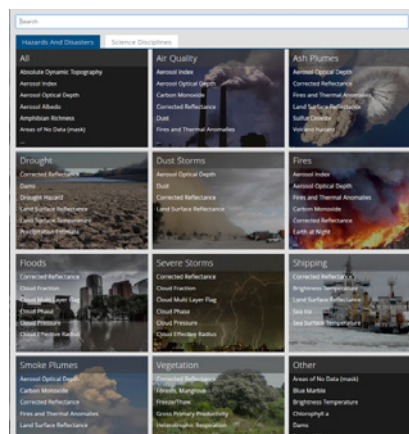 Search
Hazards And Disasters
Science Disciplines
All
Absolute Dynamic Topography
Aerosol Index
Aerosol Optical Depth
Aerosol Albedo
Amphibian Richness
Areas of No Data (mask)
...
Air Quality
Aerosol Index
Aerosol Optical Depth
Carbon Monoxide
Corrected Reflectance
Dust
Fires and Thermal Anomalies
Ash Plumes
Aerosol Optical Depth
Corrected Reflectance
Fires and Thermal Anomalies
Land Surface Reflectance
Sulfur Dioxide
Volcano Hazard
Drought
Corrected Reflectance
Dams
Drought Hazard
Land Surface Reflectance
Land Surface Temperature
Precipitation Estimate
Dust Storms
Aerosol Optical Depth
Dust
Corrected Reflectance
Land Surface Reflectance
Fires
Aerosol Index
Aerosol Optical Depth
Fires and Thermal Anomalies
Carbon Monoxide
Corrected Reflectance
Earth at Night
Floods
Corrected Reflectance
Cloud Fraction
Cloud Multi Layer Flag
Cloud Phase
Cloud Pressure
Cloud Effective Radius
Severe Storms
Corrected Reflectance
Cloud Fraction
Cloud Multi Layer Flag
Cloud Phase
Cloud Pressure
Cloud Effective Radius
Shipping
Corrected Reflectance
Brightness Temperature
Land Surface Reflectance
Sea Ice
Sea Surface Temperature
Smoke Plumes
Aerosol Optical Depth
Carbon Monoxide
Corrected Reflectance
Fires and Thermal Anomalies
Land Surface Reflectance
Vegetation
Corrected Reflectance
Forests, Mangrove
Freeze/Thaw
Gross Primary Productivity
Heterotrophic Respiration
Other
Areas of No Data (mask)
Blue Marble
Brightness Temperature
Chlorophyll a
Dams